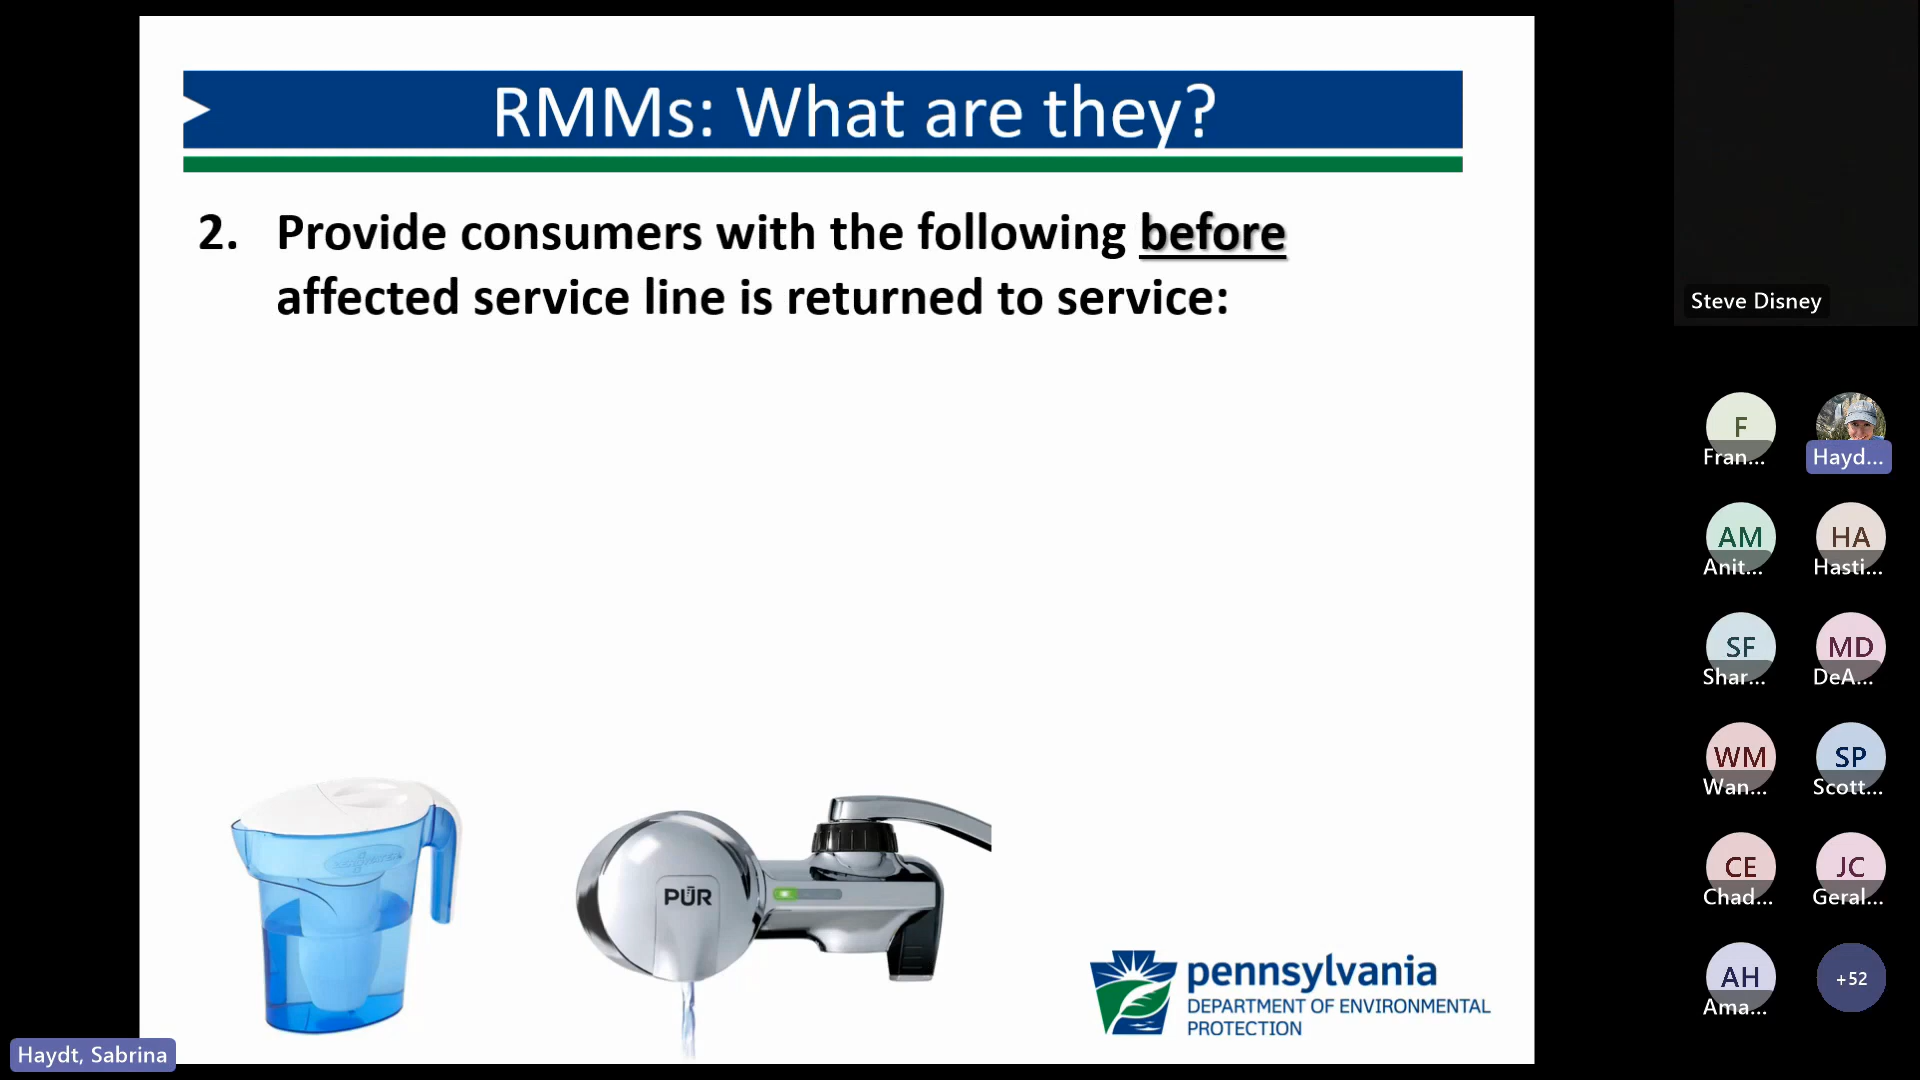 RMMs: What are they?
2. Provide consumers with the following before
affected service line is returned to service:
PŪR
pennsylvania
DEPARTMENT OF ENVIRONMENTAL
PROTECTION
Haydt, Sabrina
Steve Disney
F
Fran...
Hayd...
AM
Anit...
HA
Hasti...
SF
Shar...
MD
DeA...
WM
Wan...
SP
Scott...
CE
Chad...
JC
Geral...
AH
Ama...
+52